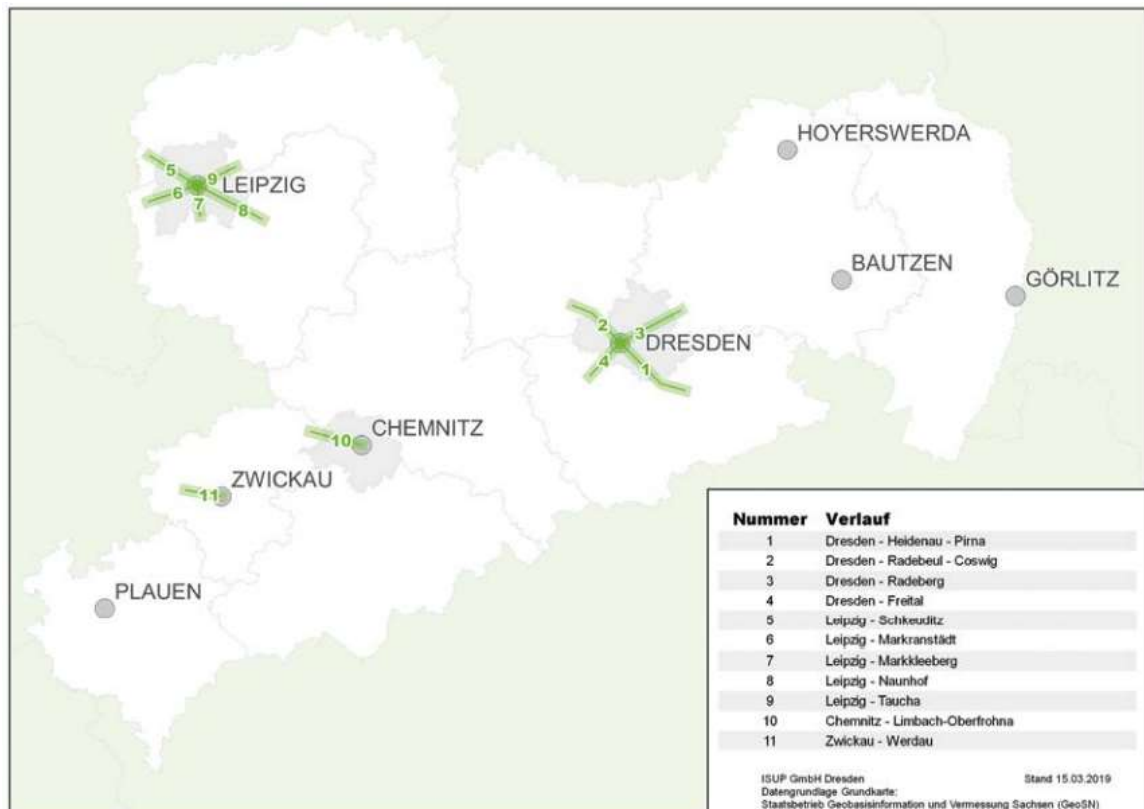 HOYERSWERDA
5
9
LEIPZIG
6
7
8
BAUTZEN
GÖRLITZ
2
3
DRESDEN
4
1
CHEMNITZ
10
ZWICKAU
11
PLAUEN
Nummer Verlauf
1 Dresden - Heidenau - Pirna
2 Dresden - Radebeul - Coswig
3 Dresden - Radeberg
4 Dresden - Freital
5 Leipzig - Schkeuditz
6 Leipzig - Markranstädt
7 Leipzig - Markkleeberg
8 Leipzig - Naunhof
9 Leipzig - Taucha
10 Chemnitz - Limbach-Oberfrohna
11 Zwickau - Werdau
ISUP GmbH Dresden Stand 15.03.2019
Datengrundlage Grundkarte:
Staatsbetrieb Geobasisinformation und Vermessung Sachsen (GeoSN)